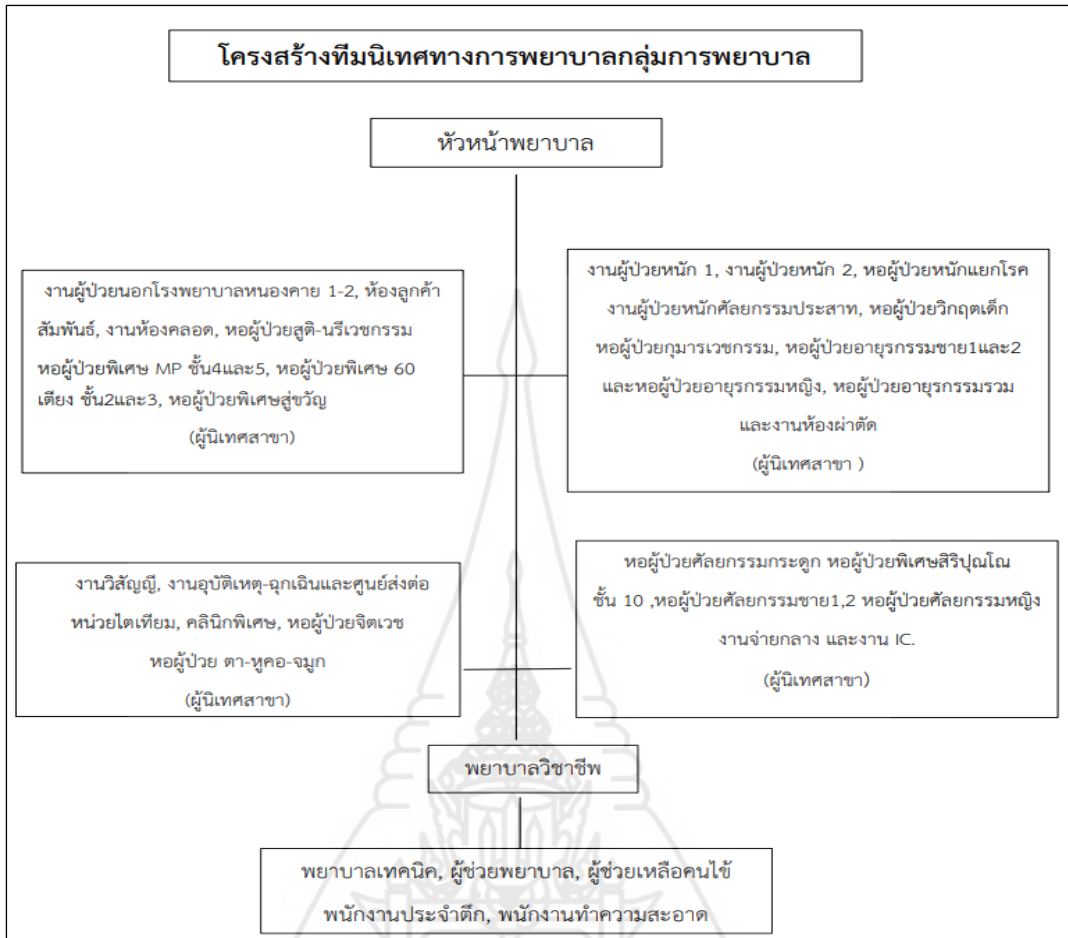 โครงสร้างทีมนิเทศทางการพยาบาลกลุ่มการพยาบาล
หัวหน้าพยาบาล
งานผู้ป่วยนอกโรงพยาบาลหนองคาย 1-2, ห้องลูกค้า
สัมพันธ์, งานห้องคลอด, หอผู้ป่วยสูติ-นรีเวชกรรม
หอผู้ป่วยพิเศษ MP ชั้น4และ5, หอผู้ป่วยพิเศษ 60
เตียง ชั้น2และ3, หอผู้ป่วยพิเศษสู่ขวัญ
(ผู้นิเทศสาขา)
งานผู้ป่วยหนัก 1, งานผู้ป่วยหนัก 2, หอผู้ป่วยหนักแยกโรค
งานผู้ป่วยหนักศัลยกรรมประสาท, หอผู้ป่วยวิกฤตเด็ก
หอผู้ป่วยกุมารเวชกรรม, หอผู้ป่วยอายุรกรรมชาย1และ2
และหอผู้ป่วยอายุรกรรมหญิง, หอผู้ป่วยอายุรกรรมรวม
และงานห้องผ่าตัด
(ผู้นิเทศสาขา )
งานวิสัญญี, งานอุบัติเหตุ-ฉุกเฉินและศูนย์ส่งต่อ
หน่วยไตเทียม, คลินิกพิเศษ, หอผู้ป่วยจิตเวช
หอผู้ป่วย ตา-หูคอ-จมูก
(ผู้นิเทศสาขา)
หอผู้ป่วยศัลยกรรมกระดูก หอผู้ป่วยพิเศษสิริปุณโณ
ชั้น 10 ,หอผู้ป่วยศัลยกรรมชาย1,2 หอผู้ป่วยศัลยกรรมหญิง
งานจ่ายกลาง และงาน IC.
(ผู้นิเทศสาขา)
พยาบาลวิชาชีพ
พยาบาลเทคนิค, ผู้ช่วยพยาบาล, ผู้ช่วยเหลือคนไข้
พนักงานประจำตึก, พนักงานทำความสะอาด